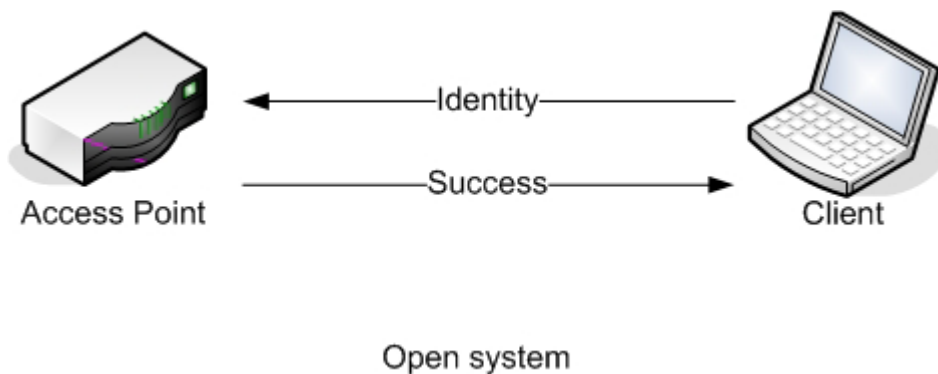 Identity
Success
Access Point
Client
Open system